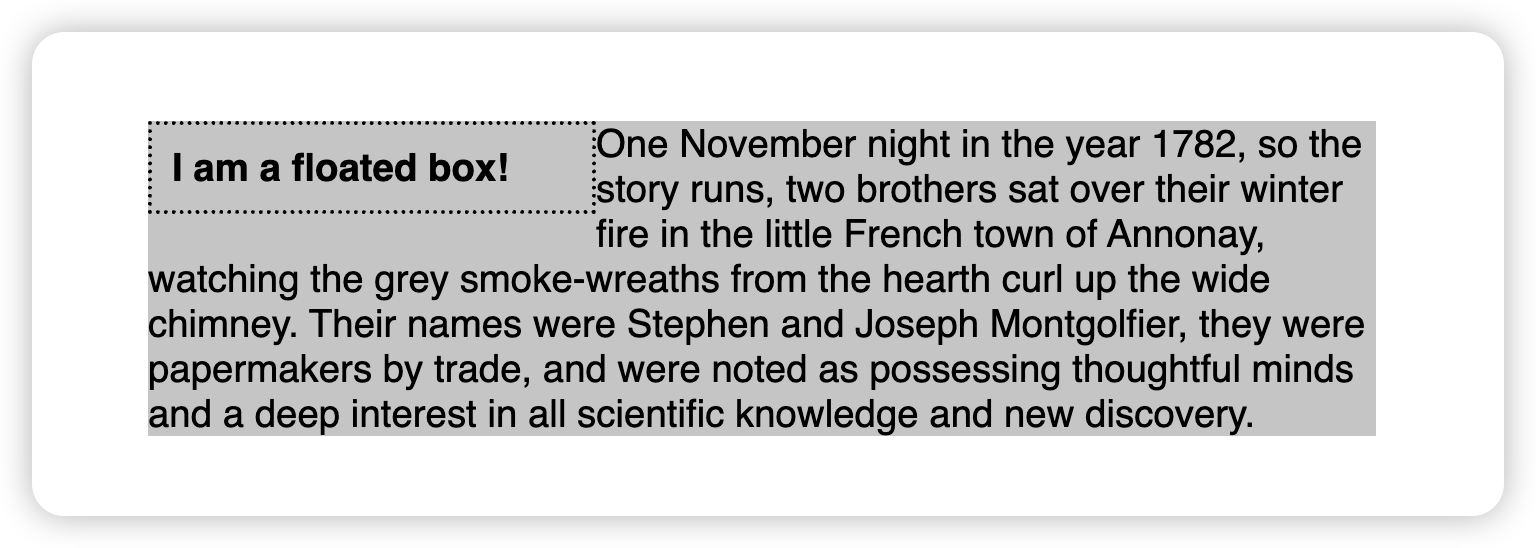 I am a floated box!
One November night in the year 1782, so the
story runs, two brothers sat over their winter
fire in the little French town of Annonay,
watching the grey smoke-wreaths from the hearth curl up the wide
chimney. Their names were Stephen and Joseph Montgolfier, they were
papermakers by trade, and were noted as possessing thoughtful minds
and a deep interest in all scientific knowledge and new discovery.